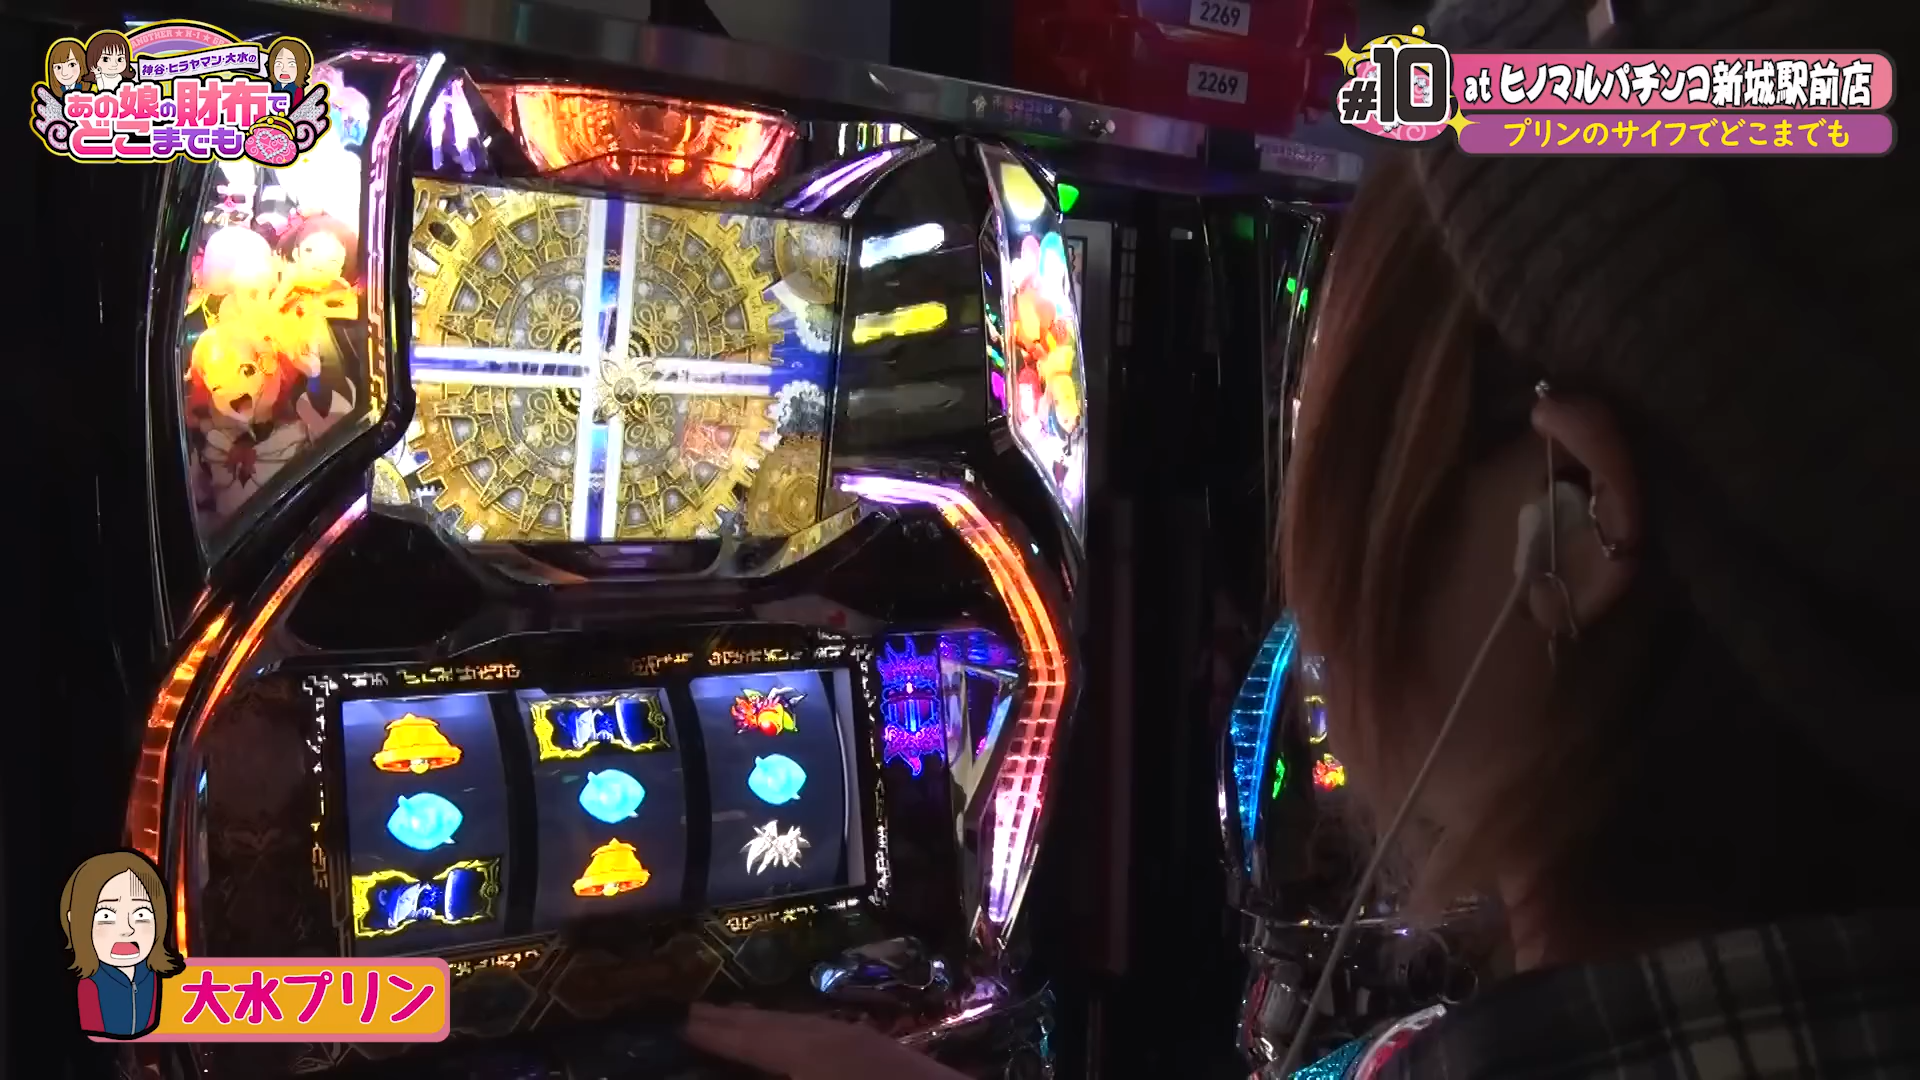 ANOTHER★H-1★GP
神谷・ヒラヤマン・大水の
あの娘の財布で
どこまでも
2269
2269
#10
at ヒノマルパチンコ新城駅前店
プリンのサイフでどこまでも
大水プリン